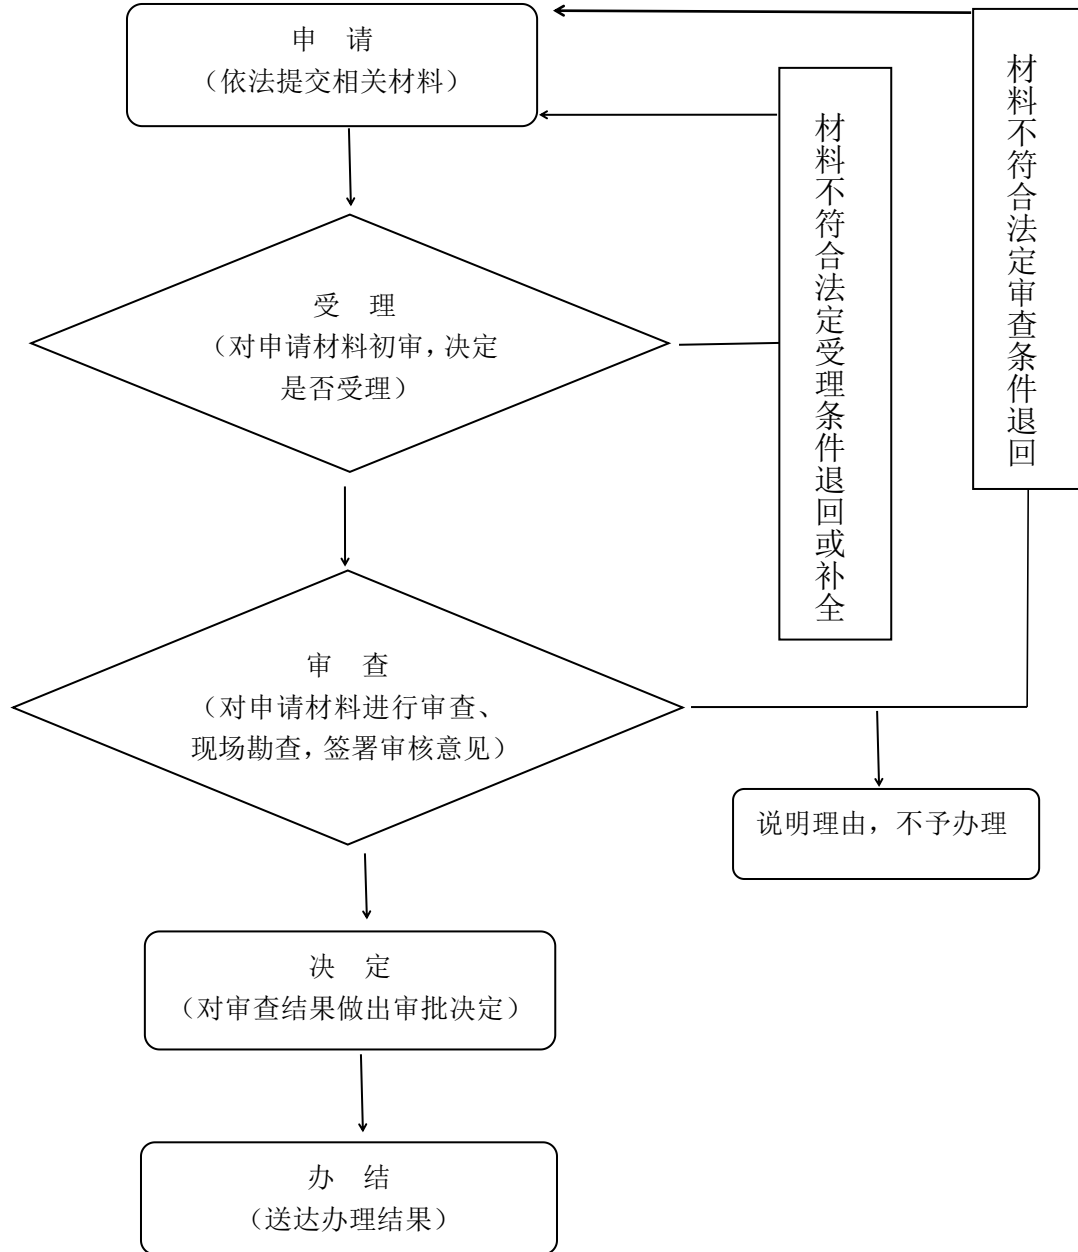 申 请
（依法提交相关材料）
材料不符合法定受理条件退回或补全
材料不符合法定审查条件退回
受 理
（对申请材料初审，决定
是否受理）
审 查
（对申请材料进行审查、
现场勘查，签署审核意见）
说明理由，不予办理
决 定
（对审查结果做出审批决定）
办 结
（送达办理结果）